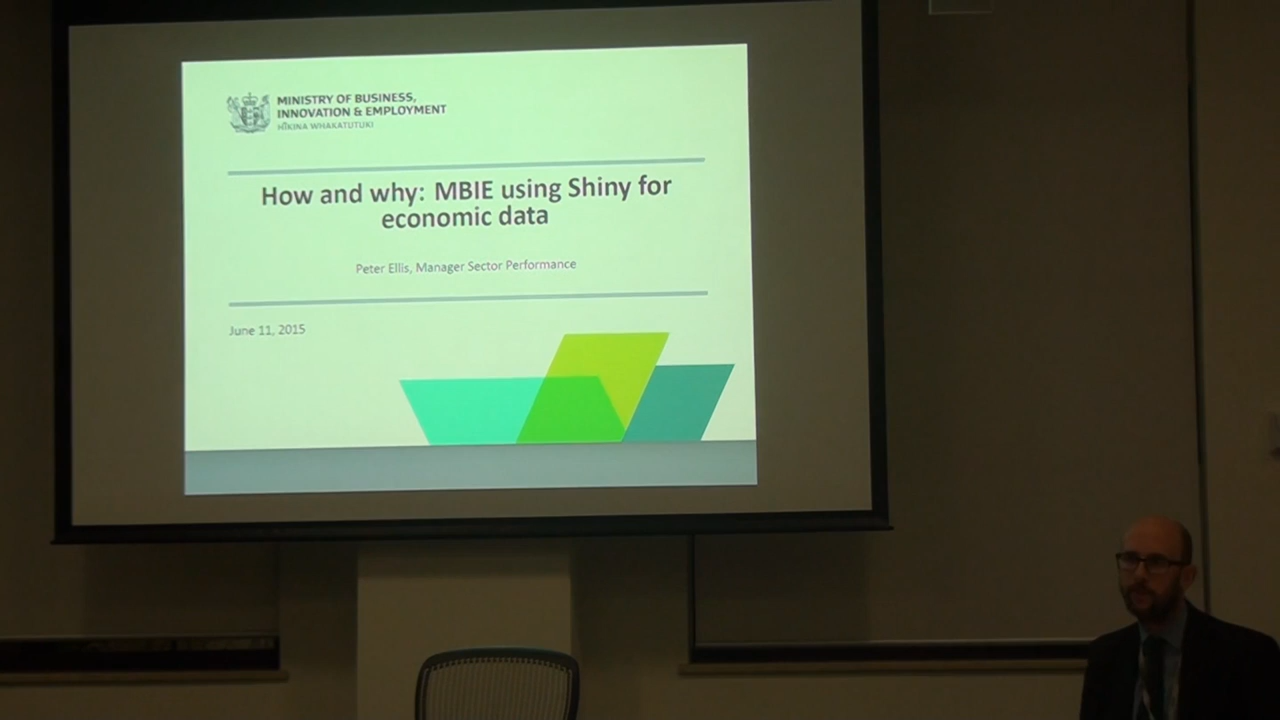 MINISTRY OF BUSINESS,
INNOVATION & EMPLOYMENT
HĪKINA WHAKATUTUKI
How and why: MBIE using Shiny for
economic data
Peter Ellis, Manager Sector Performance
June 11, 2015